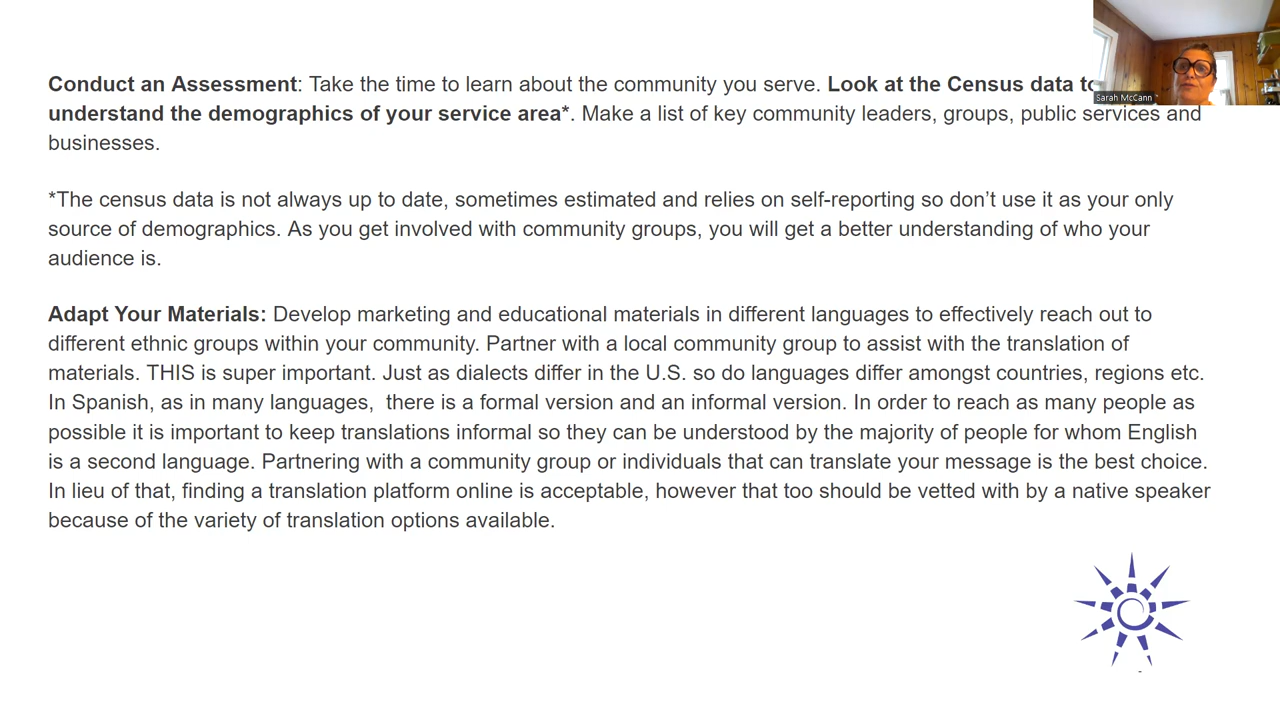 Conduct an Assessment: Take the time to learn about the community you serve. Look at the Census data to
understand the demographics of your service area*. Make a list of key community leaders, groups, public services and
businesses.
*The census data is not always up to date, sometimes estimated and relies on self-reporting so don’t use it as your only
source of demographics. As you get involved with community groups, you will get a better understanding of who your
audience is.
Adapt Your Materials: Develop marketing and educational materials in different languages to effectively reach out to
different ethnic groups within your community. Partner with a local community group to assist with the translation of
materials. THIS is super important. Just as dialects differ in the U.S. so do languages differ amongst countries, regions etc.
In Spanish, as in many languages,  there is a formal version and an informal version. In order to reach as many people as
possible it is important to keep translations informal so they can be understood by the majority of people for whom English
is a second language. Partnering with a community group or individuals that can translate your message is the best choice.
In lieu of that, finding a translation platform online is acceptable, however that too should be vetted with by a native speaker
because of the variety of translation options available.
Sarah McCann